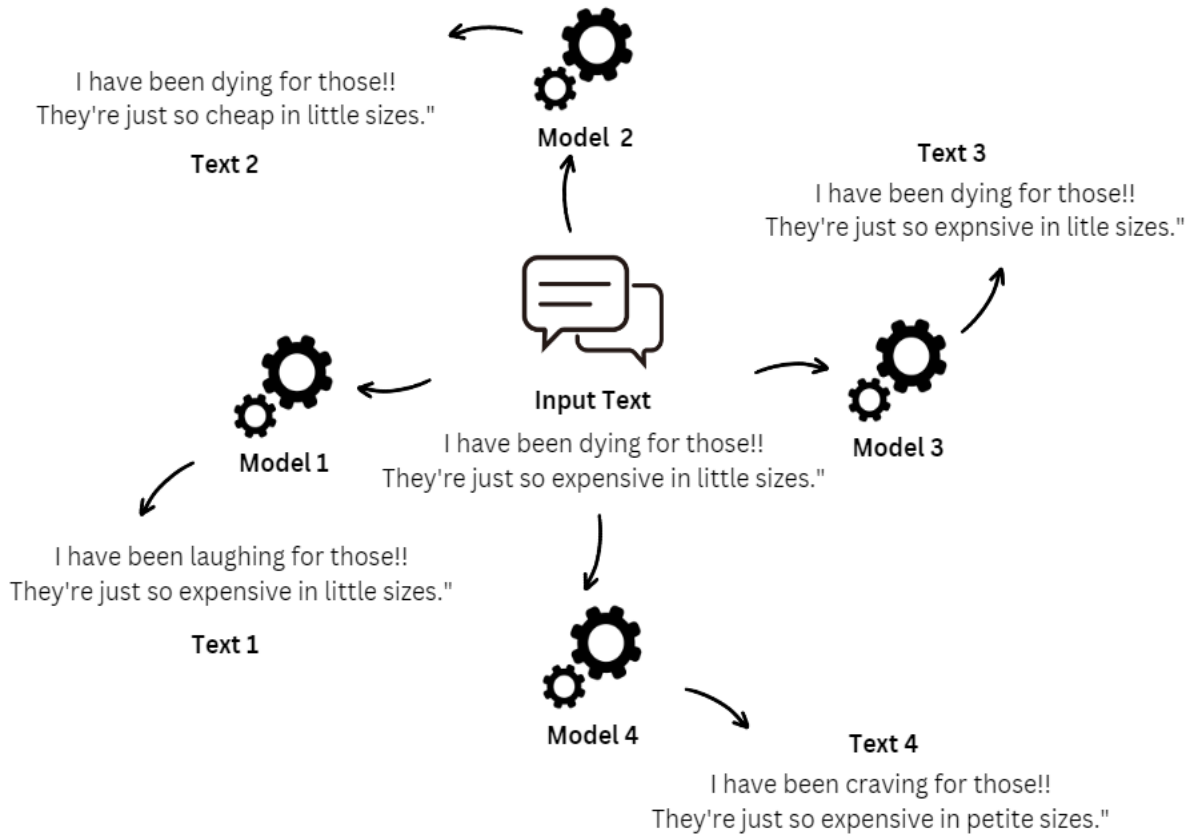 I have been dying for those!!
They're just so cheap in little sizes."
Text 2
Model 2
Text 3
I have been dying for those!!
They're just so expnsive in litle sizes."
Input Text
I have been dying for those!!
They're just so expensive in little sizes."
Model 3
Model 1
I have been laughing for those!!
They're just so expensive in little sizes."
Text 1
Model 4
Text 4
I have been craving for those!!
They're just so expensive in petite sizes."